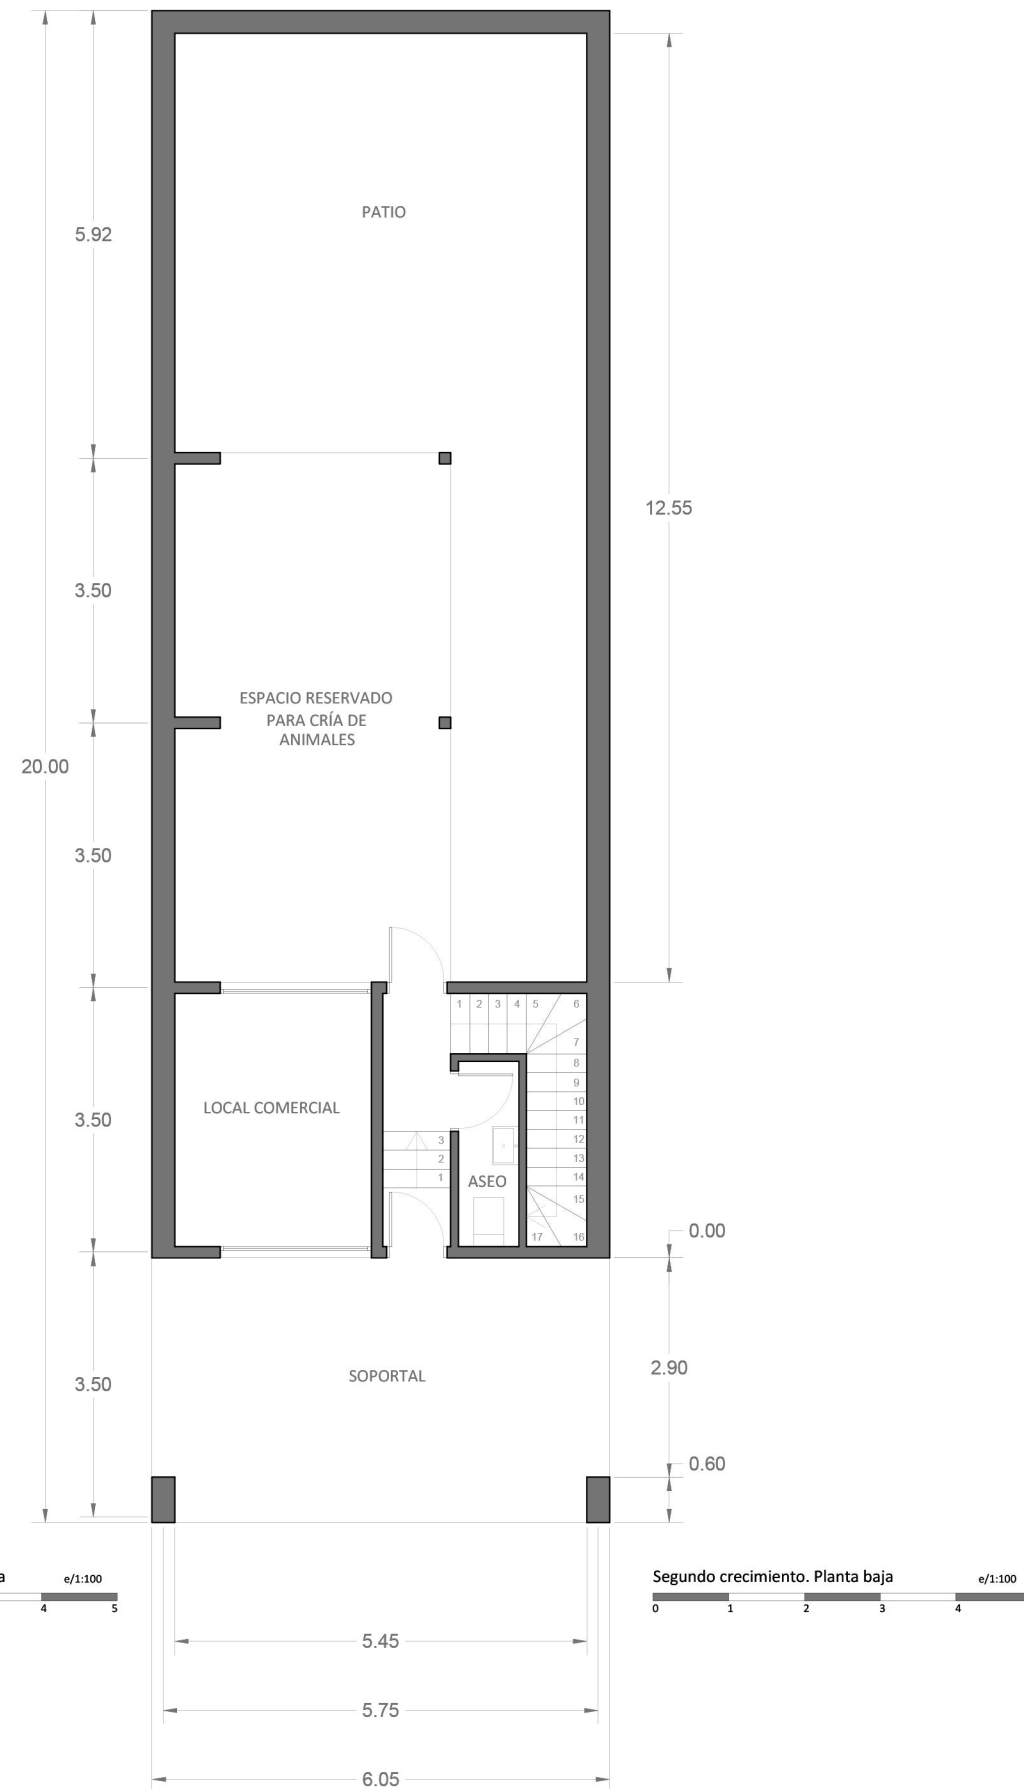 PATIO
5.92
12.55
3.50
ESPACIO RESERVADO
PARA CRÍA DE
ANIMALES
20.00
3.50
1 2 3 4 5 6
7
8
9
10
11
12
13
14
15
16
17
LOCAL COMERCIAL
3.50
3
2
1
ASEO
0.00
SOPORTAL
2.90
3.50
0.60
a e/1:100
4 5
Segundo crecimiento. Planta baja e/1:100
0 1 2 3 4
5.45
5.75
6.05